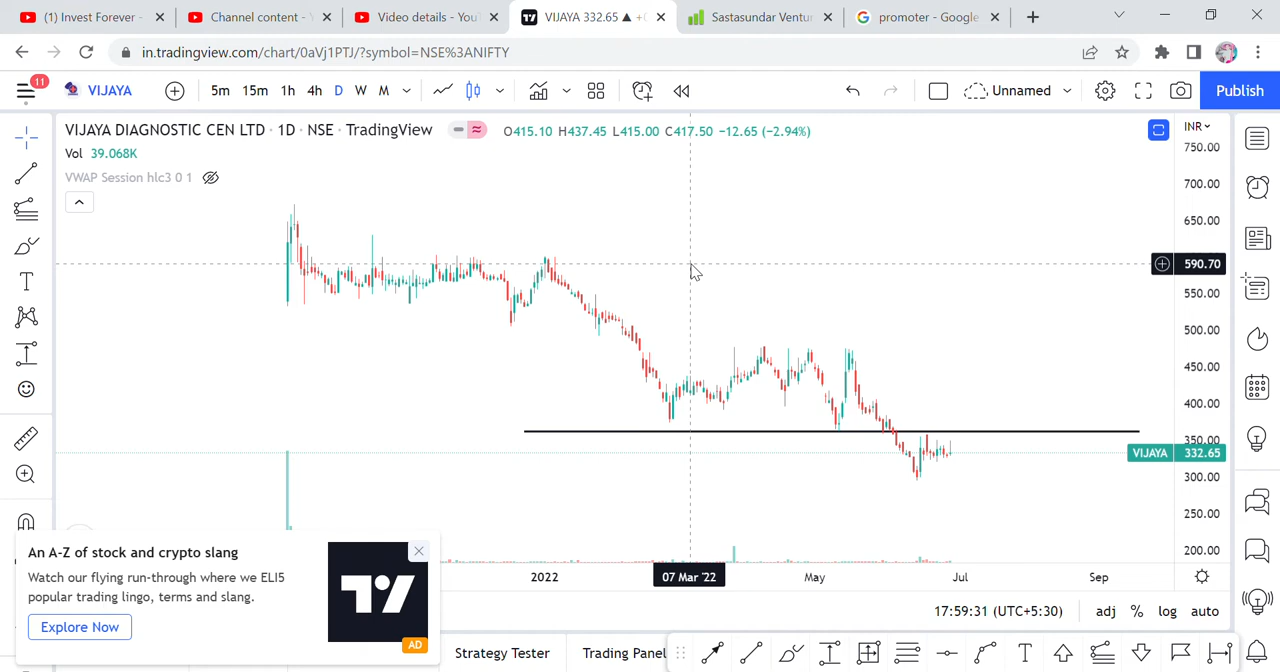 (17) Invest Forever -
Channel content -
Video details - You
VIJAYA 332.65 ▲ +
Sastasundar Ventur
promoter - Google
in.tradingview.com/chart/0aVj1PTJ/?symbol=NSE%3ANIFTY
11
VIJAYA
5m 15m 1h 4h D W M
Unnamed
Publish
VIJAYA DIAGNOSTIC CEN LTD · 1D · NSE · TradingView
O415.10 H437.45 L415.00 C417.50 −12.65 (−2.94%)
INR
Vol 39.068K
VWAP Session hlc3 0 1
750.00
700.00
650.00
590.70
550.00
500.00
450.00
400.00
350.00
VIJAYA 332.65
300.00
250.00
200.00
An A-Z of stock and crypto slang
Watch our flying run-through where we ELI5
popular trading lingo, terms and slang.
Explore Now
AD
2022
07 Mar '22
May
Jul
Sep
17:59:31 (UTC+5:30)
adj % log auto
Strategy Tester
Trading Panel